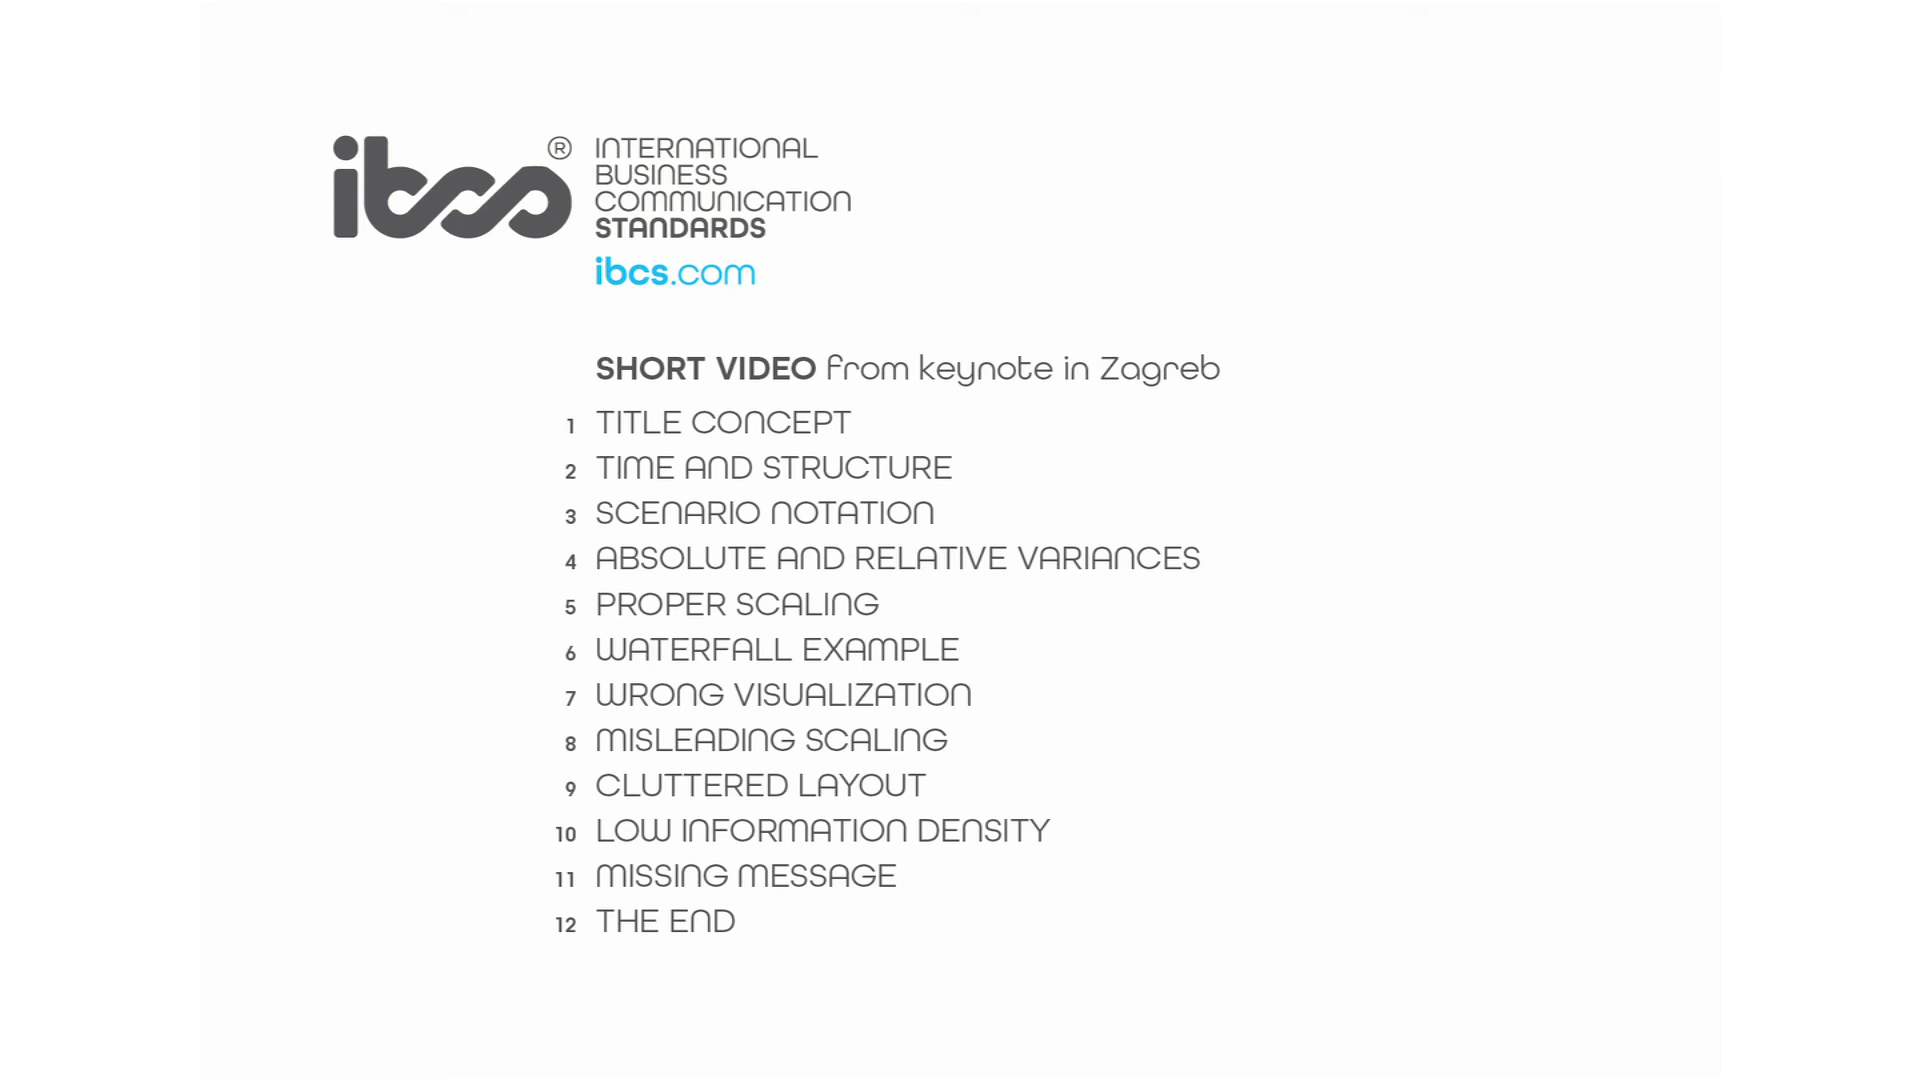 ibcs®
INTERNATIONAL
BUSINESS
COMMUNICATION
STANDARDS
ibcs.com
SHORT VIDEO from keynote in Zagreb
1 TITLE CONCEPT
2 TIME AND STRUCTURE
3 SCENARIO NOTATION
4 ABSOLUTE AND RELATIVE VARIANCES
5 PROPER SCALING
6 WATERFALL EXAMPLE
7 WRONG VISUALIZATION
8 MISLEADING SCALING
9 CLUTTERED LAYOUT
10 LOW INFORMATION DENSITY
11 MISSING MESSAGE
12 THE END